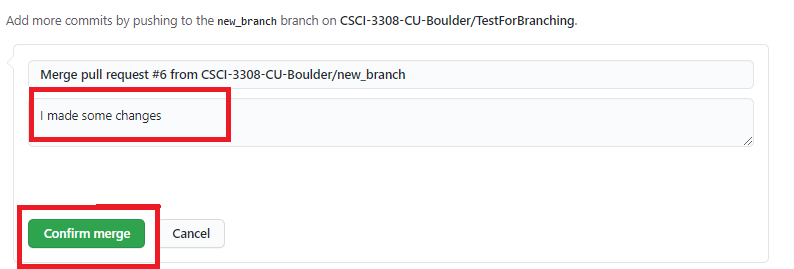 Add more commits by pushing to the new_branch branch on CSCI-3308-CU-Boulder/TestForBranching.
Merge pull request #6 from CSCI-3308-CU-Boulder/new_branch
I made some changes
Confirm merge Cancel